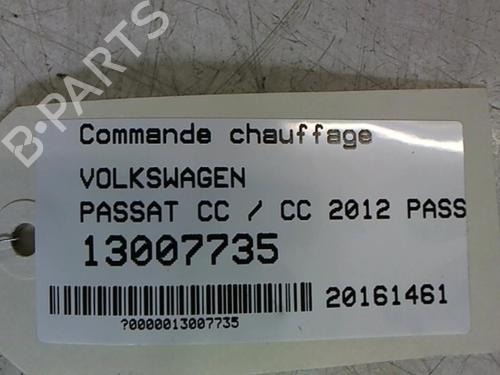 B-PARTS
Commande chauffage
VOLKSWAGEN
PASSAT CC / CC 2012 PASS
13007735
20161461
?0000013007735